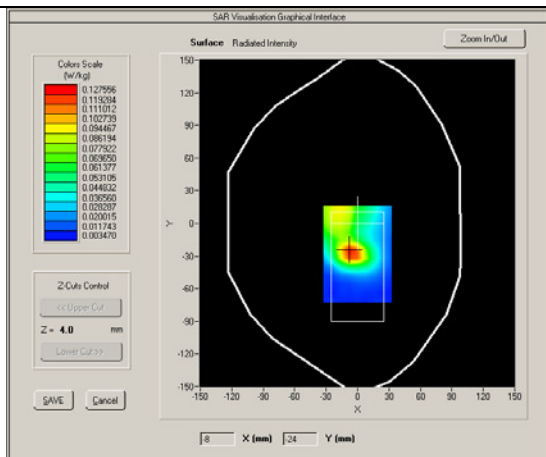 SAR Visualisation Graphical Interface
Surface Radiated Intensity
Zoom In/Out
Colors Scale
(W/kg)
0.127556
0.119284
0.111012
0.102739
0.094467
0.086194
0.077922
0.069650
0.061377
0.053105
0.044832
0.036560
0.028287
0.020015
0.011743
0.003470
Z-Cuts Control
<< Upper Cut
Z = 4.0 mm
Lower Cut >>
SAVE Cancel
150-
120-
90-
60-
30-
0-
-30-
-60-
-90-
-120-
-150-
Y
-150 -120 -90 -60 -30 0 30 60 90 120 150
X
-8 X (mm) -24 Y (mm)